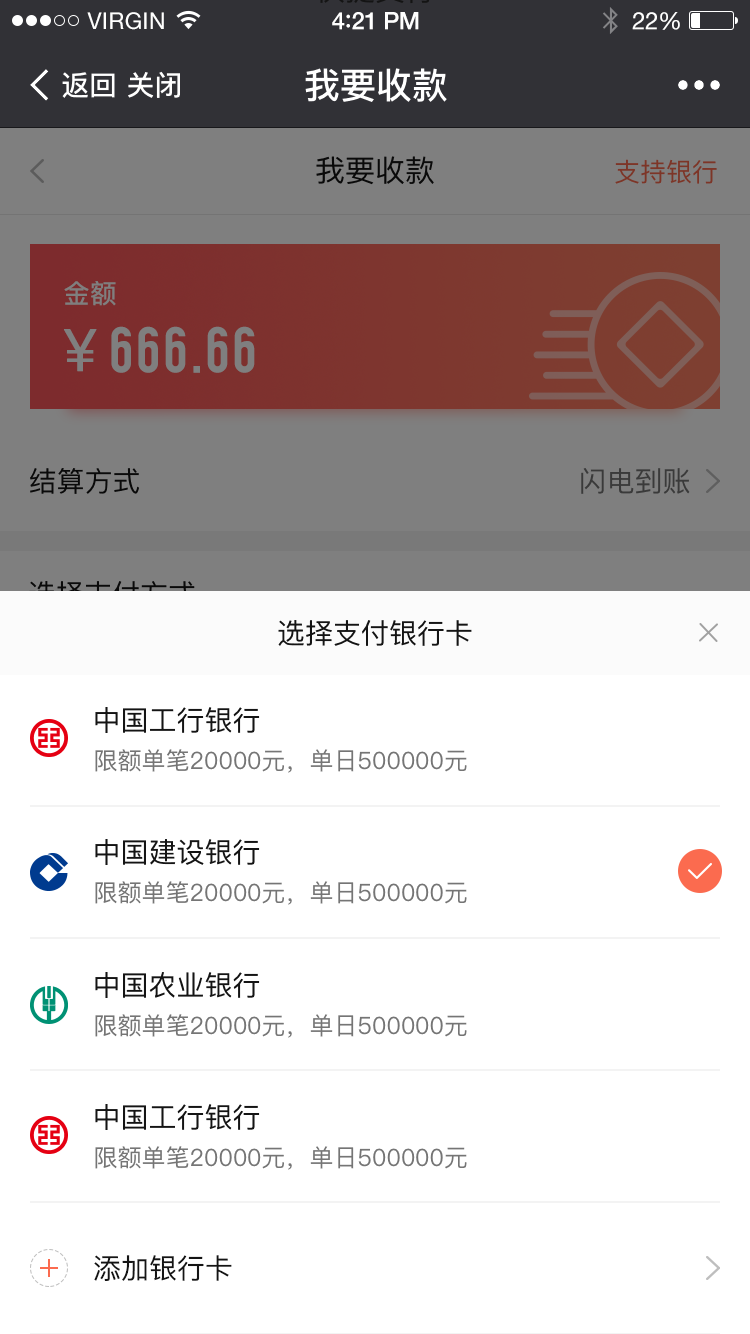 VIRGIN 4:21 PM 22%
返回 关闭 我要收款
我要收款 支持银行
金额
￥666.66
结算方式 闪电到账
选择支付方式
选择支付银行卡
中国工行银行
限额单笔20000元，单日500000元
中国建设银行
限额单笔20000元，单日500000元
中国农业银行
限额单笔20000元，单日500000元
中国工行银行
限额单笔20000元，单日500000元
添加银行卡